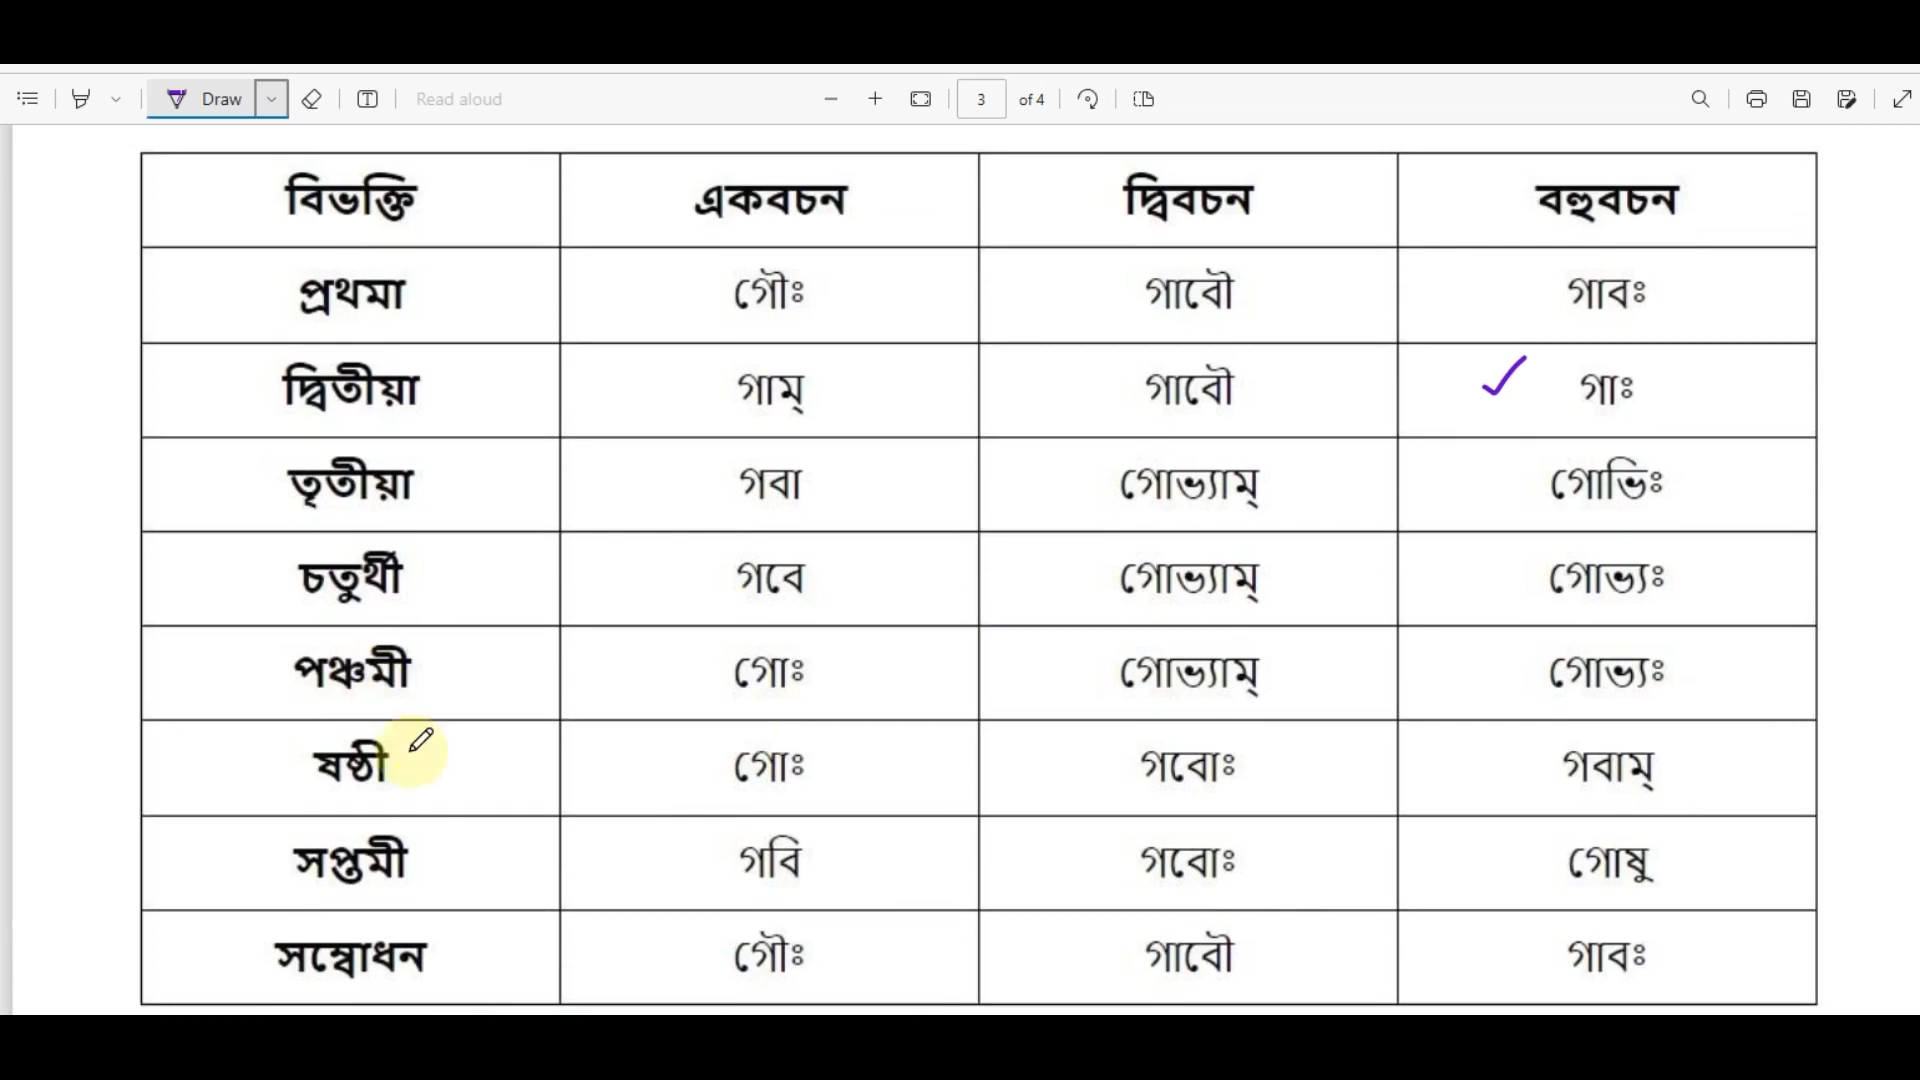 Draw Read aloud 3 of 4
বিভক্তি একবচন দ্বিবচন বহুবচন
প্রথমা গৌঃ গাবৌ গাবঃ
দ্বিতীয়া গাম্ গাবৌ গাঃ
তৃতীয়া গবা গোভ্যাম্ গোভিঃ
চতুর্থী গবে গোভ্যাম্ গোভ্যঃ
পঞ্চমী গোঃ গোভ্যাম্ গোভ্যঃ
ষষ্ঠী গোঃ গবোঃ গবাম্
সপ্তমী গবি গবোঃ গোষু
সম্বোধন গৌঃ গাবৌ গাবঃ